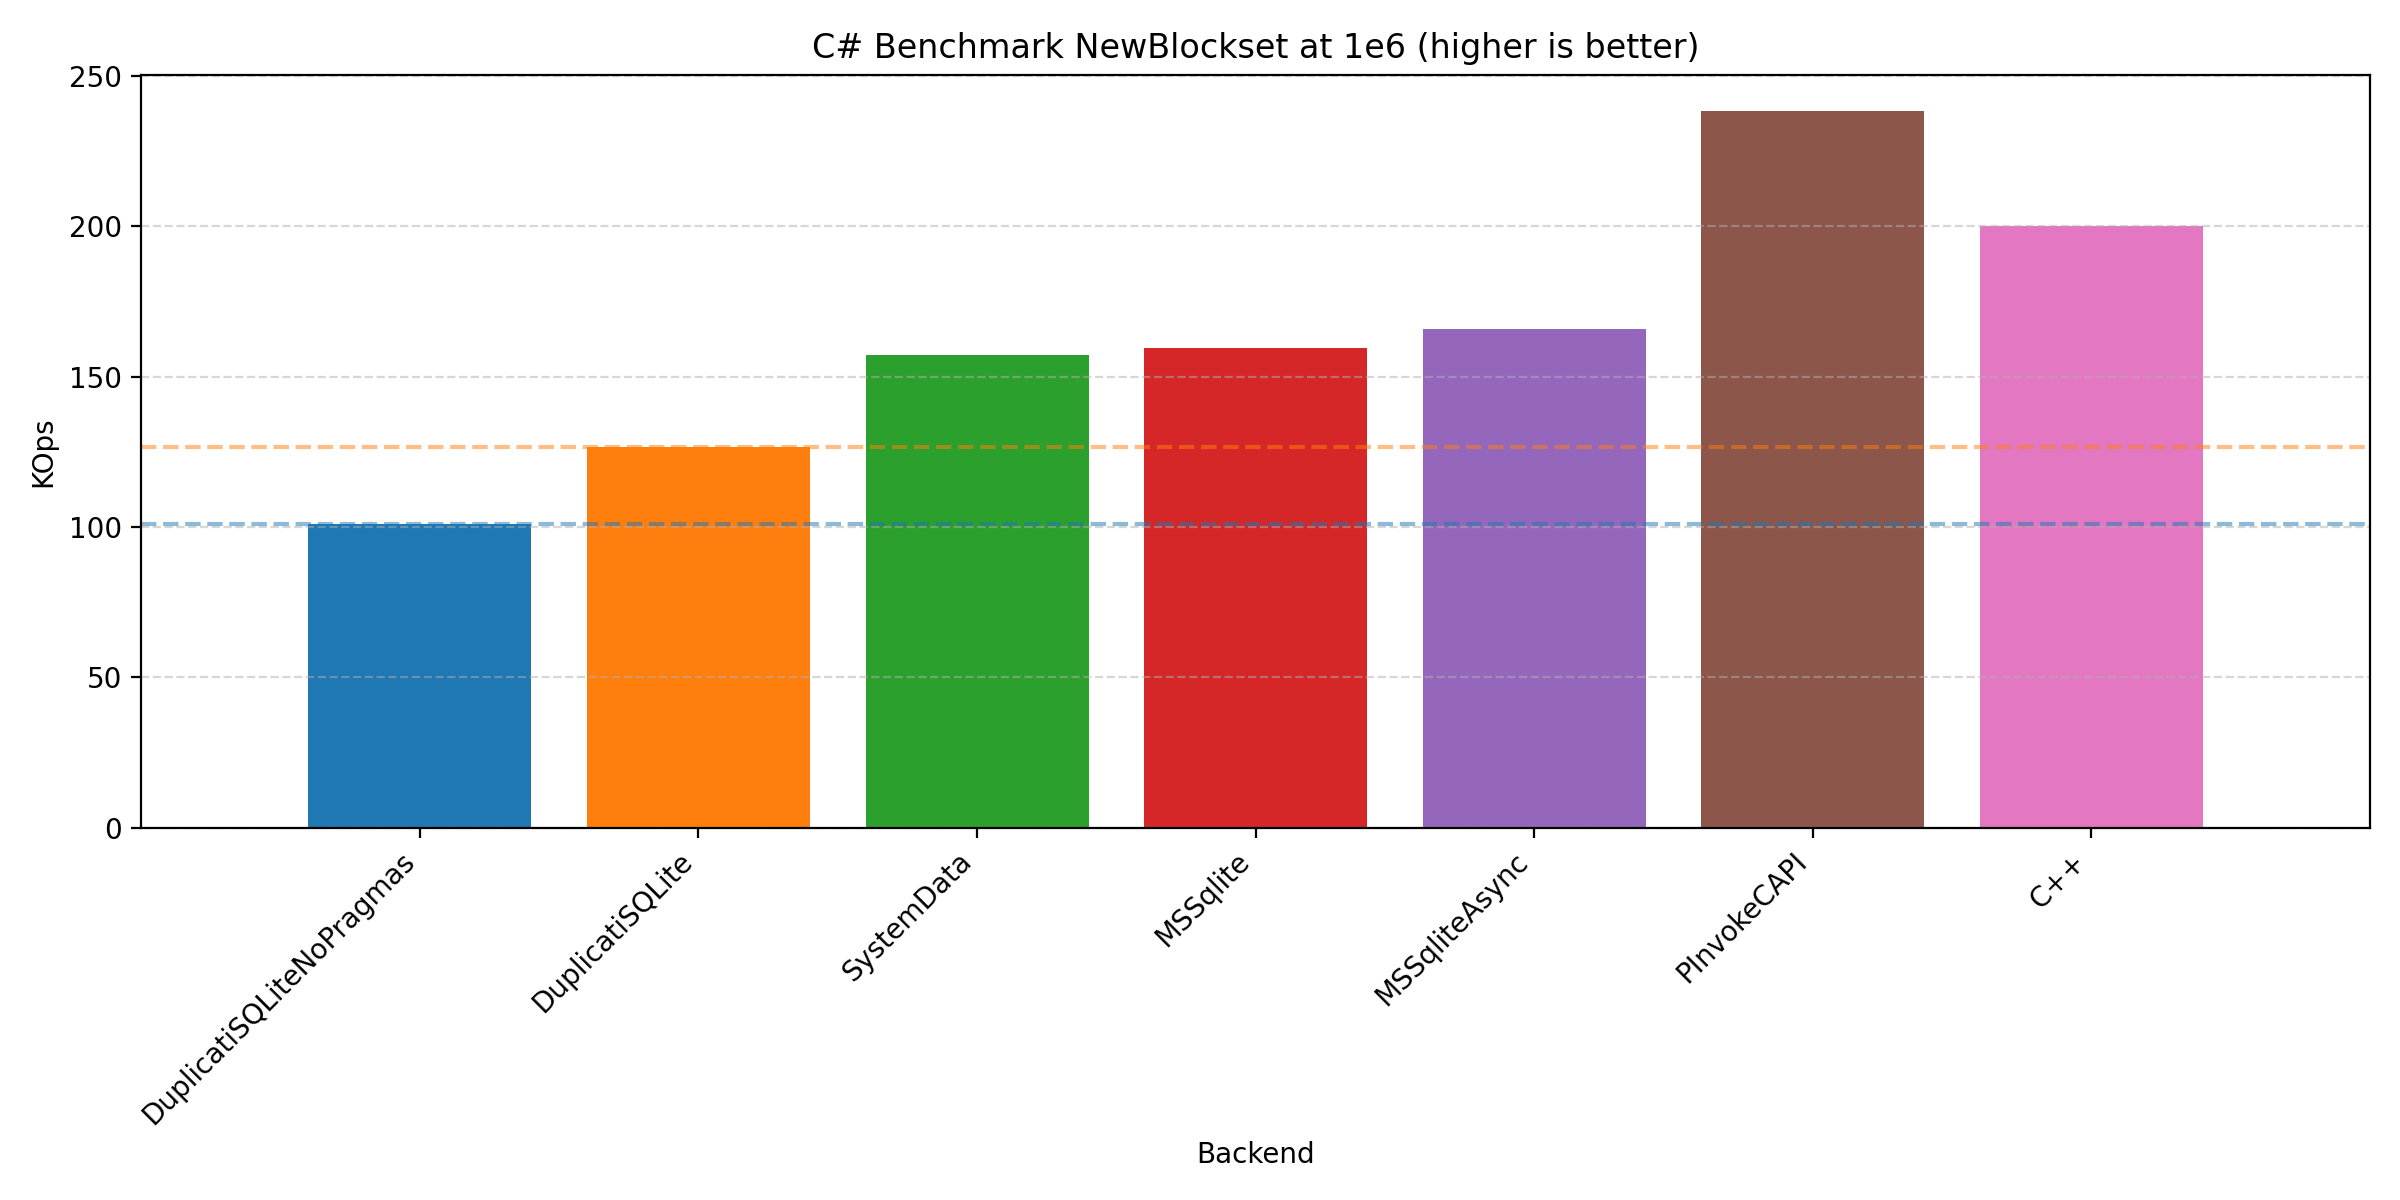 C# Benchmark NewBlockset at 1e6 (higher is better)
250
200
150
100
50
0
KOps
DuplicatiSQLiteNoPragmas
DuplicatiSQLite
SystemData
MSSqlite
MSSqliteAsync
PInvokeCAPI
C++
Backend